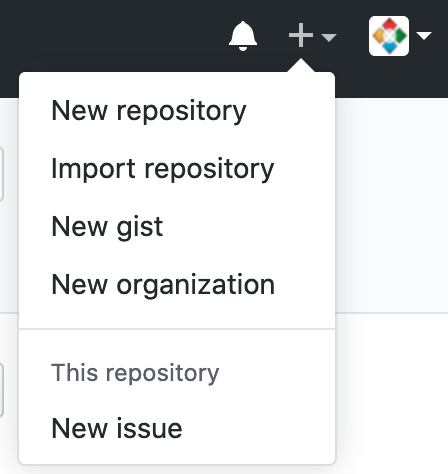 New repository
Import repository
New gist
New organization
This repository
New issue